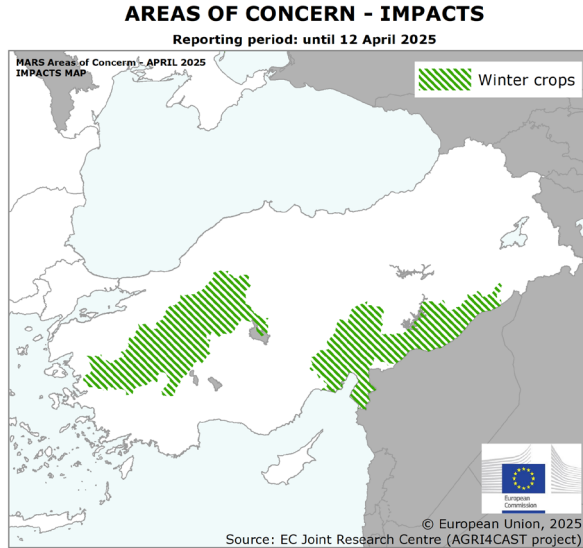 AREAS OF CONCERN - IMPACTS
Reporting period: until 12 April 2025
MARS Areas of Concern - APRIL 2025
IMPACTS MAP
Winter crops
European
Commission
© European Union, 2025
Source: EC Joint Research Centre (AGRI4CAST project)